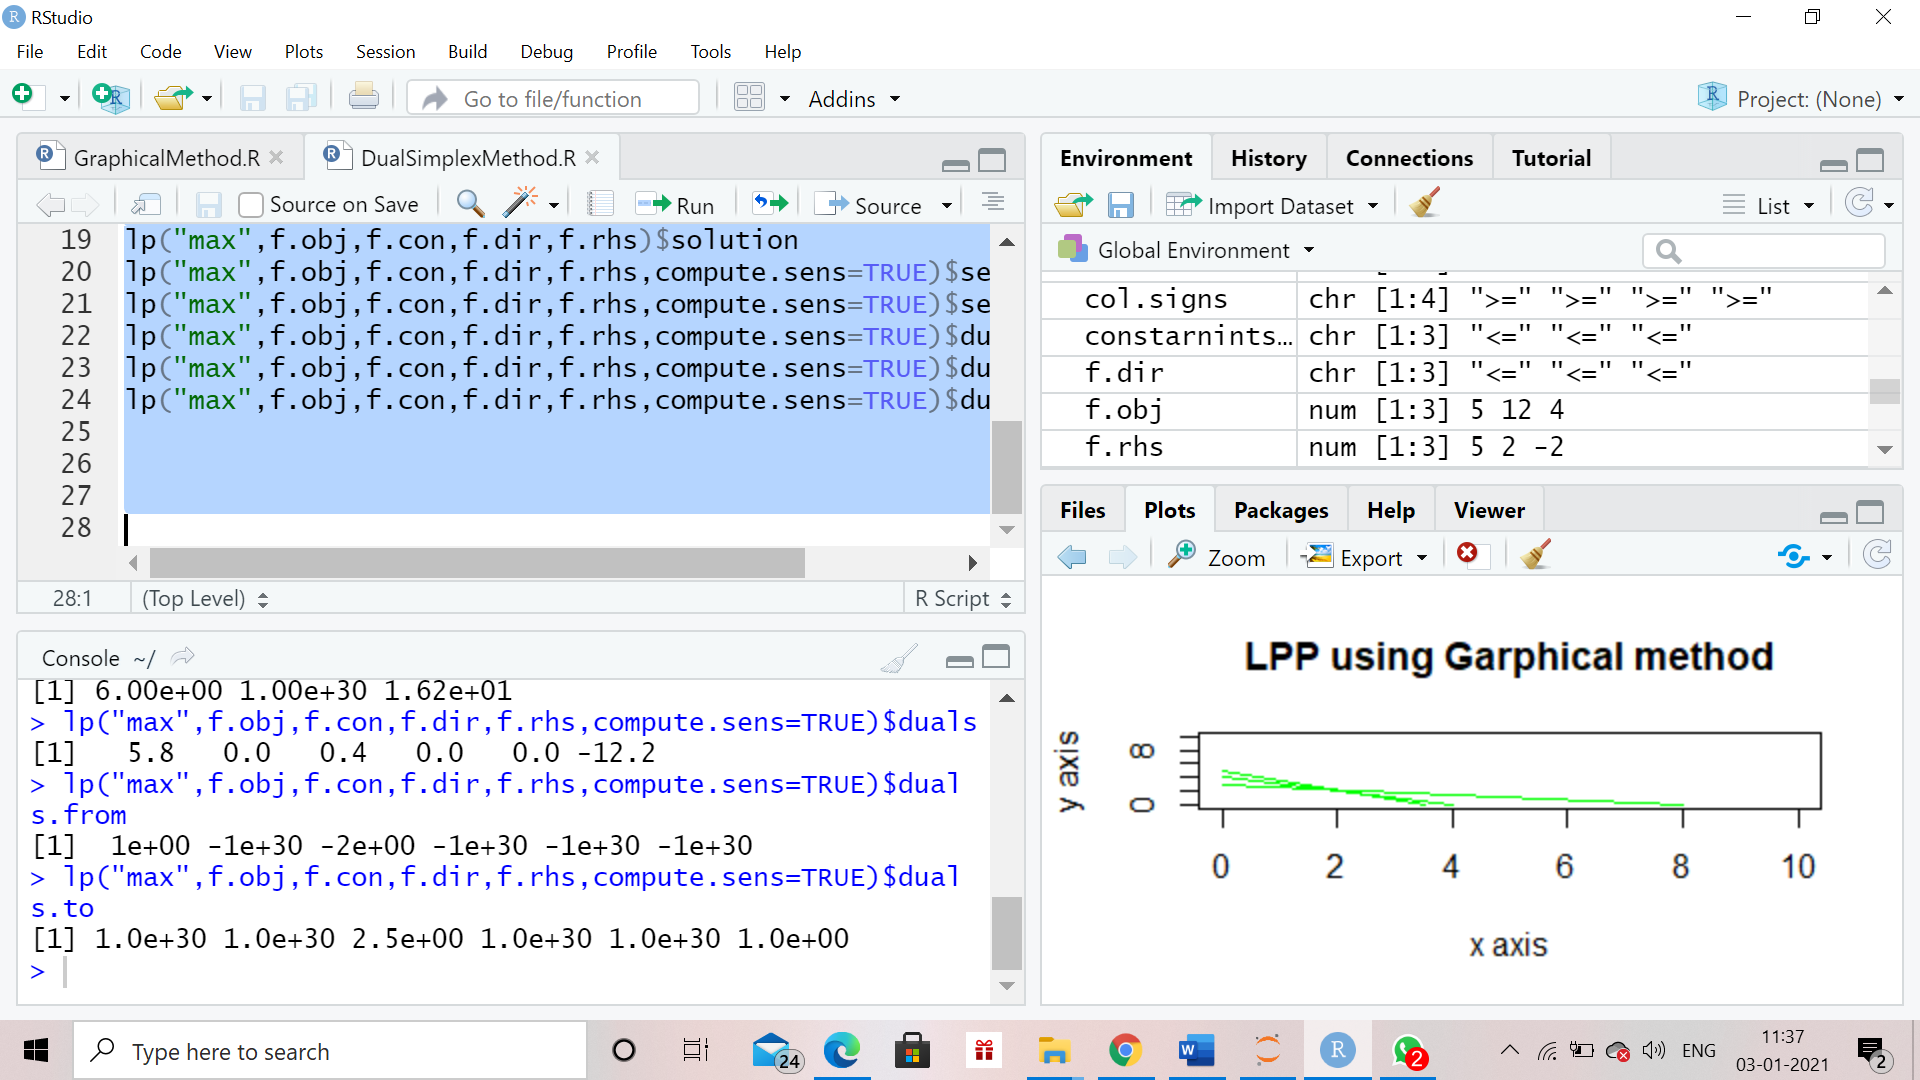 RStudio
File Edit Code View Plots Session Build Debug Profile Tools Help
Go to file/function Addins Project: (None)
GraphicalMethod.R DualSimplexMethod.R
Source on Save Run Source
19 lp("max",f.obj,f.con,f.dir,f.rhs)$solution
20 lp("max",f.obj,f.con,f.dir,f.rhs,compute.sens=TRUE)$se
21 lp("max",f.obj,f.con,f.dir,f.rhs,compute.sens=TRUE)$se
22 lp("max",f.obj,f.con,f.dir,f.rhs,compute.sens=TRUE)$du
23 lp("max",f.obj,f.con,f.dir,f.rhs,compute.sens=TRUE)$du
24 lp("max",f.obj,f.con,f.dir,f.rhs,compute.sens=TRUE)$du
25
26
27
28
28:1 (Top Level) R Script
Console ~/
[1] 6.00e+00 1.00e+30 1.62e+01
> lp("max",f.obj,f.con,f.dir,f.rhs,compute.sens=TRUE)$duals
[1] 5.8 0.0 0.4 0.0 0.0 -12.2
> lp("max",f.obj,f.con,f.dir,f.rhs,compute.sens=TRUE)$dual
s.from
[1] 1e+00 -1e+30 -2e+00 -1e+30 -1e+30 -1e+30
> lp("max",f.obj,f.con,f.dir,f.rhs,compute.sens=TRUE)$dual
s.to
[1] 1.0e+30 1.0e+30 2.5e+00 1.0e+30 1.0e+30 1.0e+00
>
Environment History Connections Tutorial
Import Dataset List
Global Environment
col.signs chr [1:4] ">=" ">=" ">=" ">="
constarnints… chr [1:3] "<=" "<=" "<="
f.dir chr [1:3] "<=" "<=" "<="
f.obj num [1:3] 5 12 4
f.rhs num [1:3] 5 2 -2
Files Plots Packages Help Viewer
Zoom Export
LPP using Garphical method
y axis
8
0
0 2 4 6 8 10
x axis
Type here to search
24
2
ENG
11:37
03-01-2021
2